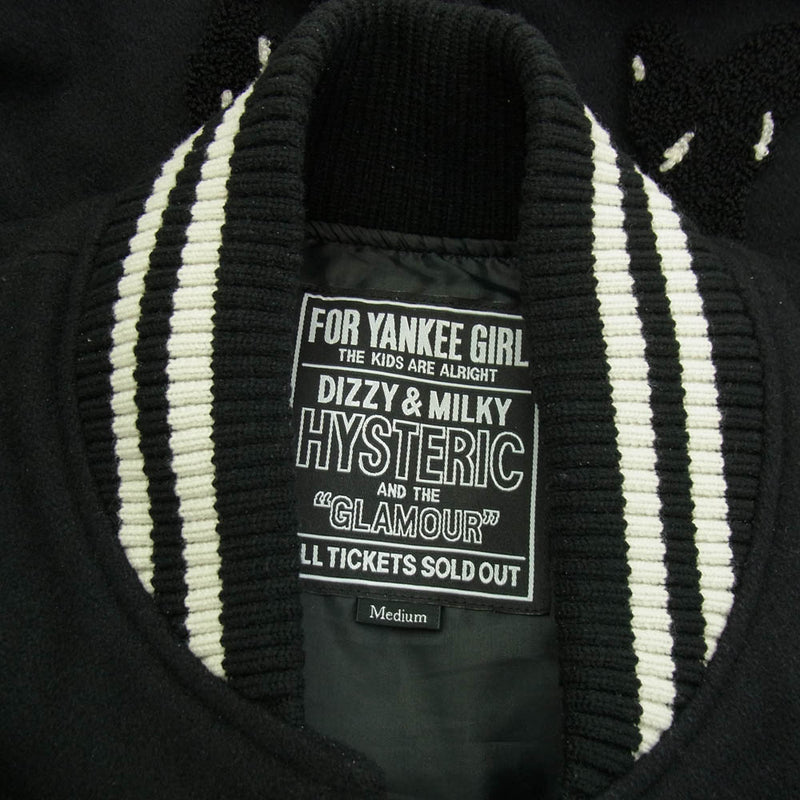 FOR YANKEE GIRL
THE KIDS ARE ALRIGHT
DIZZY & MILKY
HYSTERIC
AND THE
"GLAMOUR"
LL TICKETS SOLD OUT
Medium